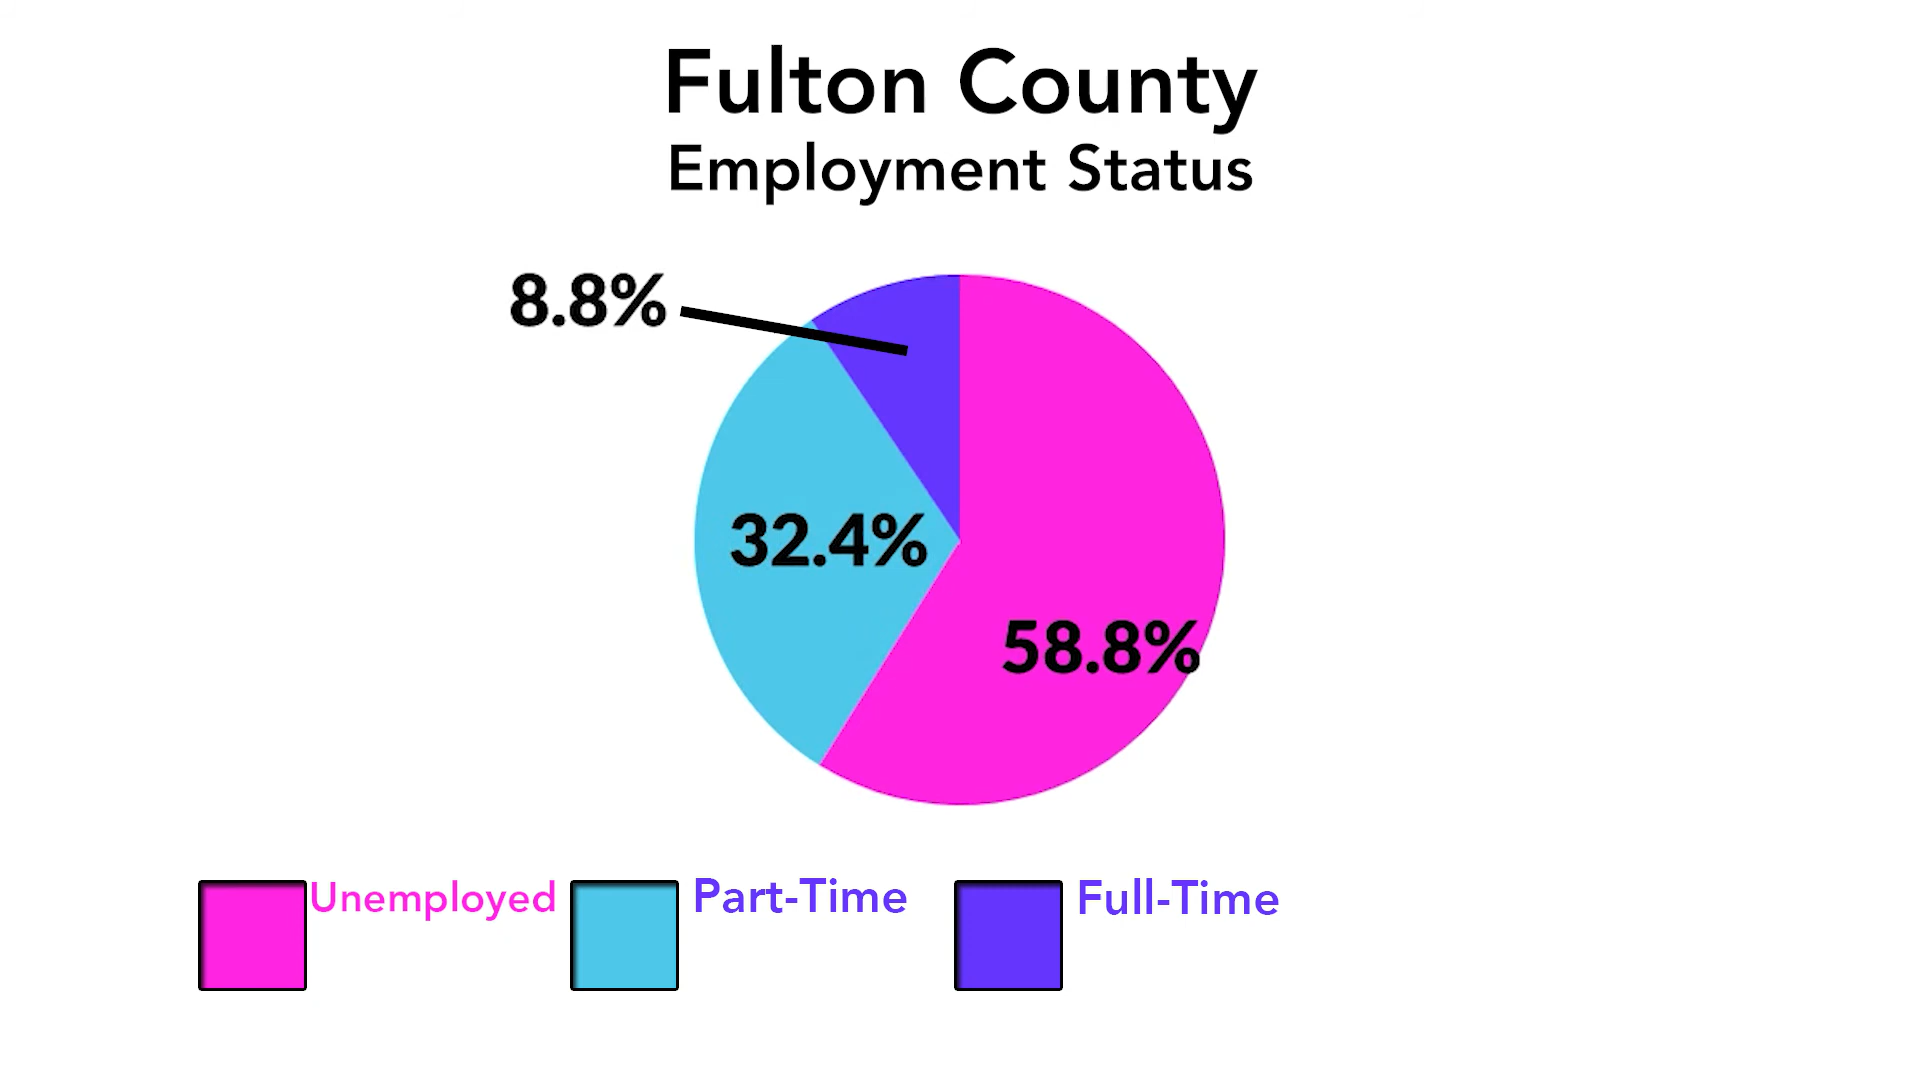 Fulton County
Employment Status
8.8%
32.4%
58.8%
Unemployed
Part-Time
Full-Time